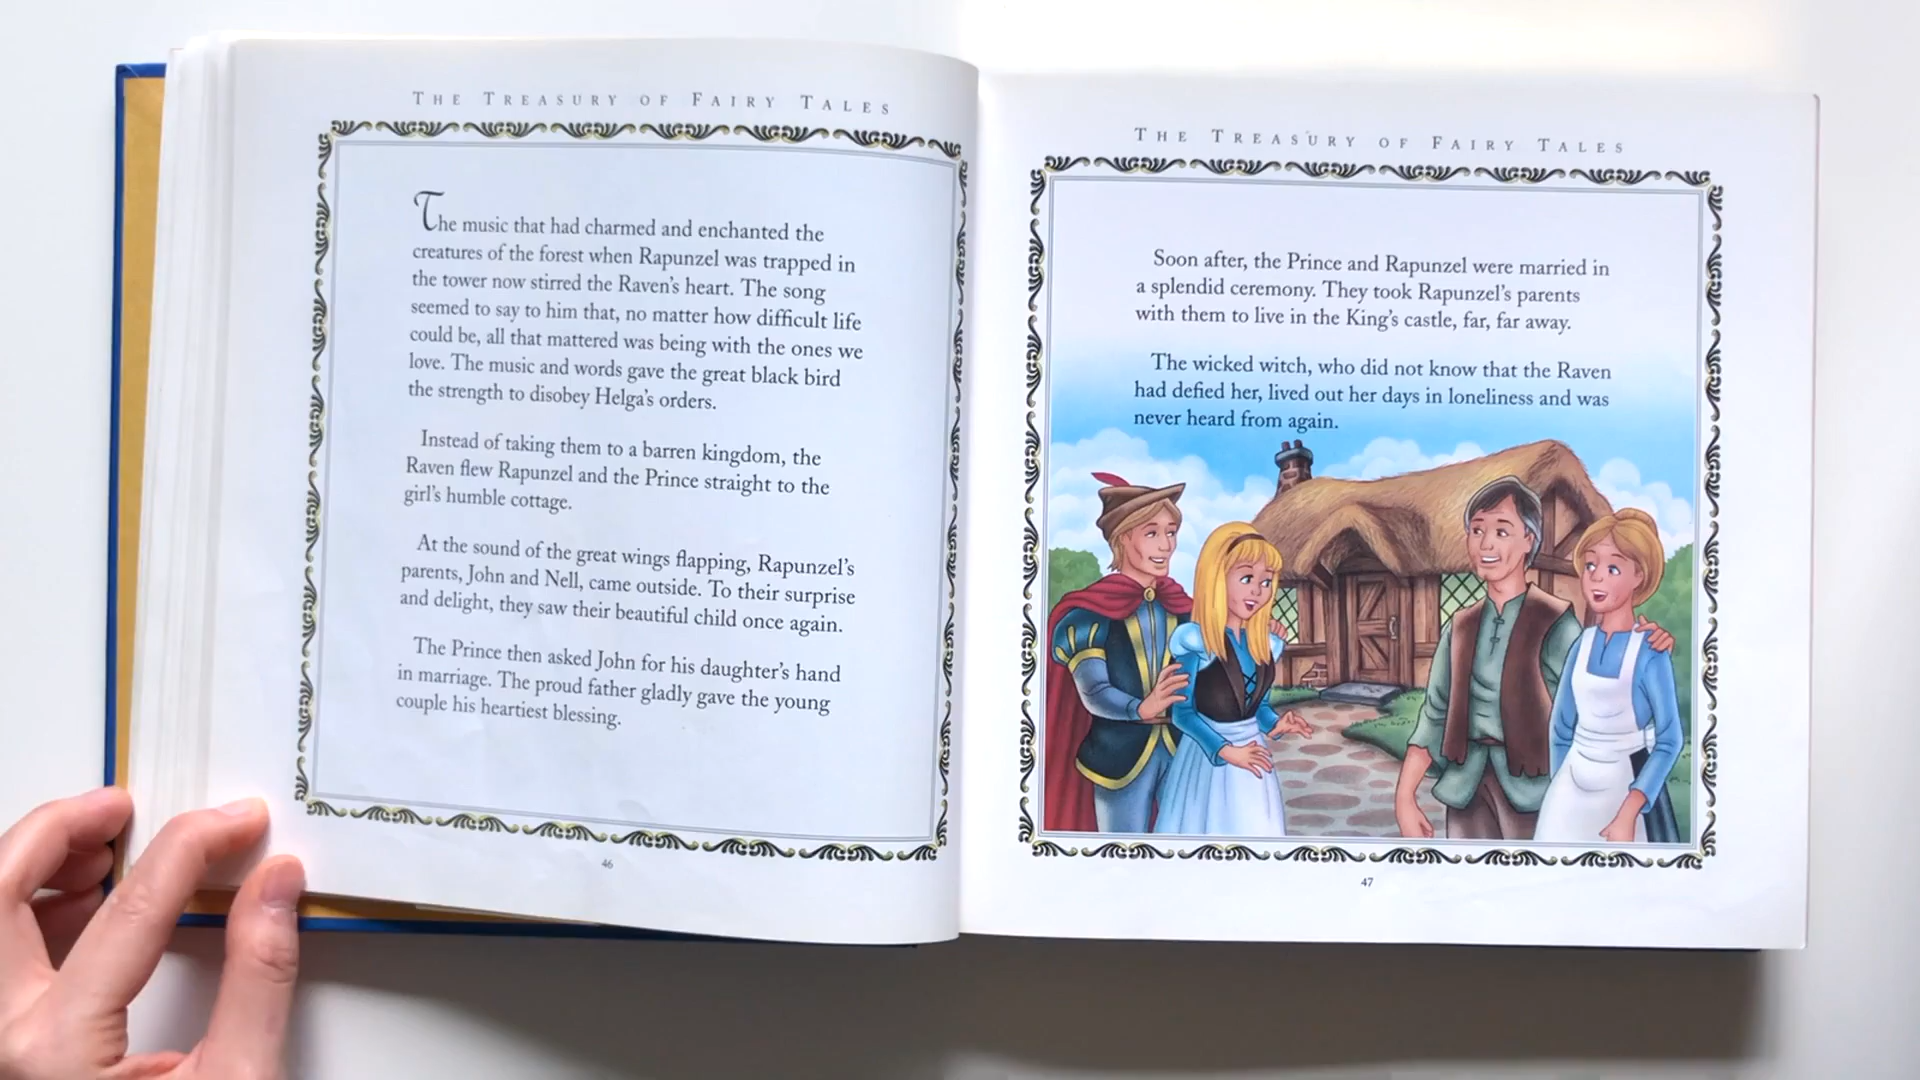 THE TREASURY OF FAIRY TALES
The music that had charmed and enchanted the
creatures of the forest when Rapunzel was trapped in
the tower now stirred the Raven's heart. The song
seemed to say to him that, no matter how difficult life
could be, all that mattered was being with the ones we
love. The music and words gave the great black bird
the strength to disobey Helga's orders.
Instead of taking them to a barren kingdom, the
Raven flew Rapunzel and the Prince straight to the
girl's humble cottage.
At the sound of the great wings flapping, Rapunzel's
parents, John and Nell, came outside. To their surprise
and delight, they saw their beautiful child once again.
The Prince then asked John for his daughter's hand
in marriage. The proud father gladly gave the young
couple his heartiest blessing.
46
THE TREASURY OF FAIRY TALES
Soon after, the Prince and Rapunzel were married in
a splendid ceremony. They took Rapunzel's parents
with them to live in the King's castle, far, far away.
The wicked witch, who did not know that the Raven
had defied her, lived out her days in loneliness and was
never heard from again.
47